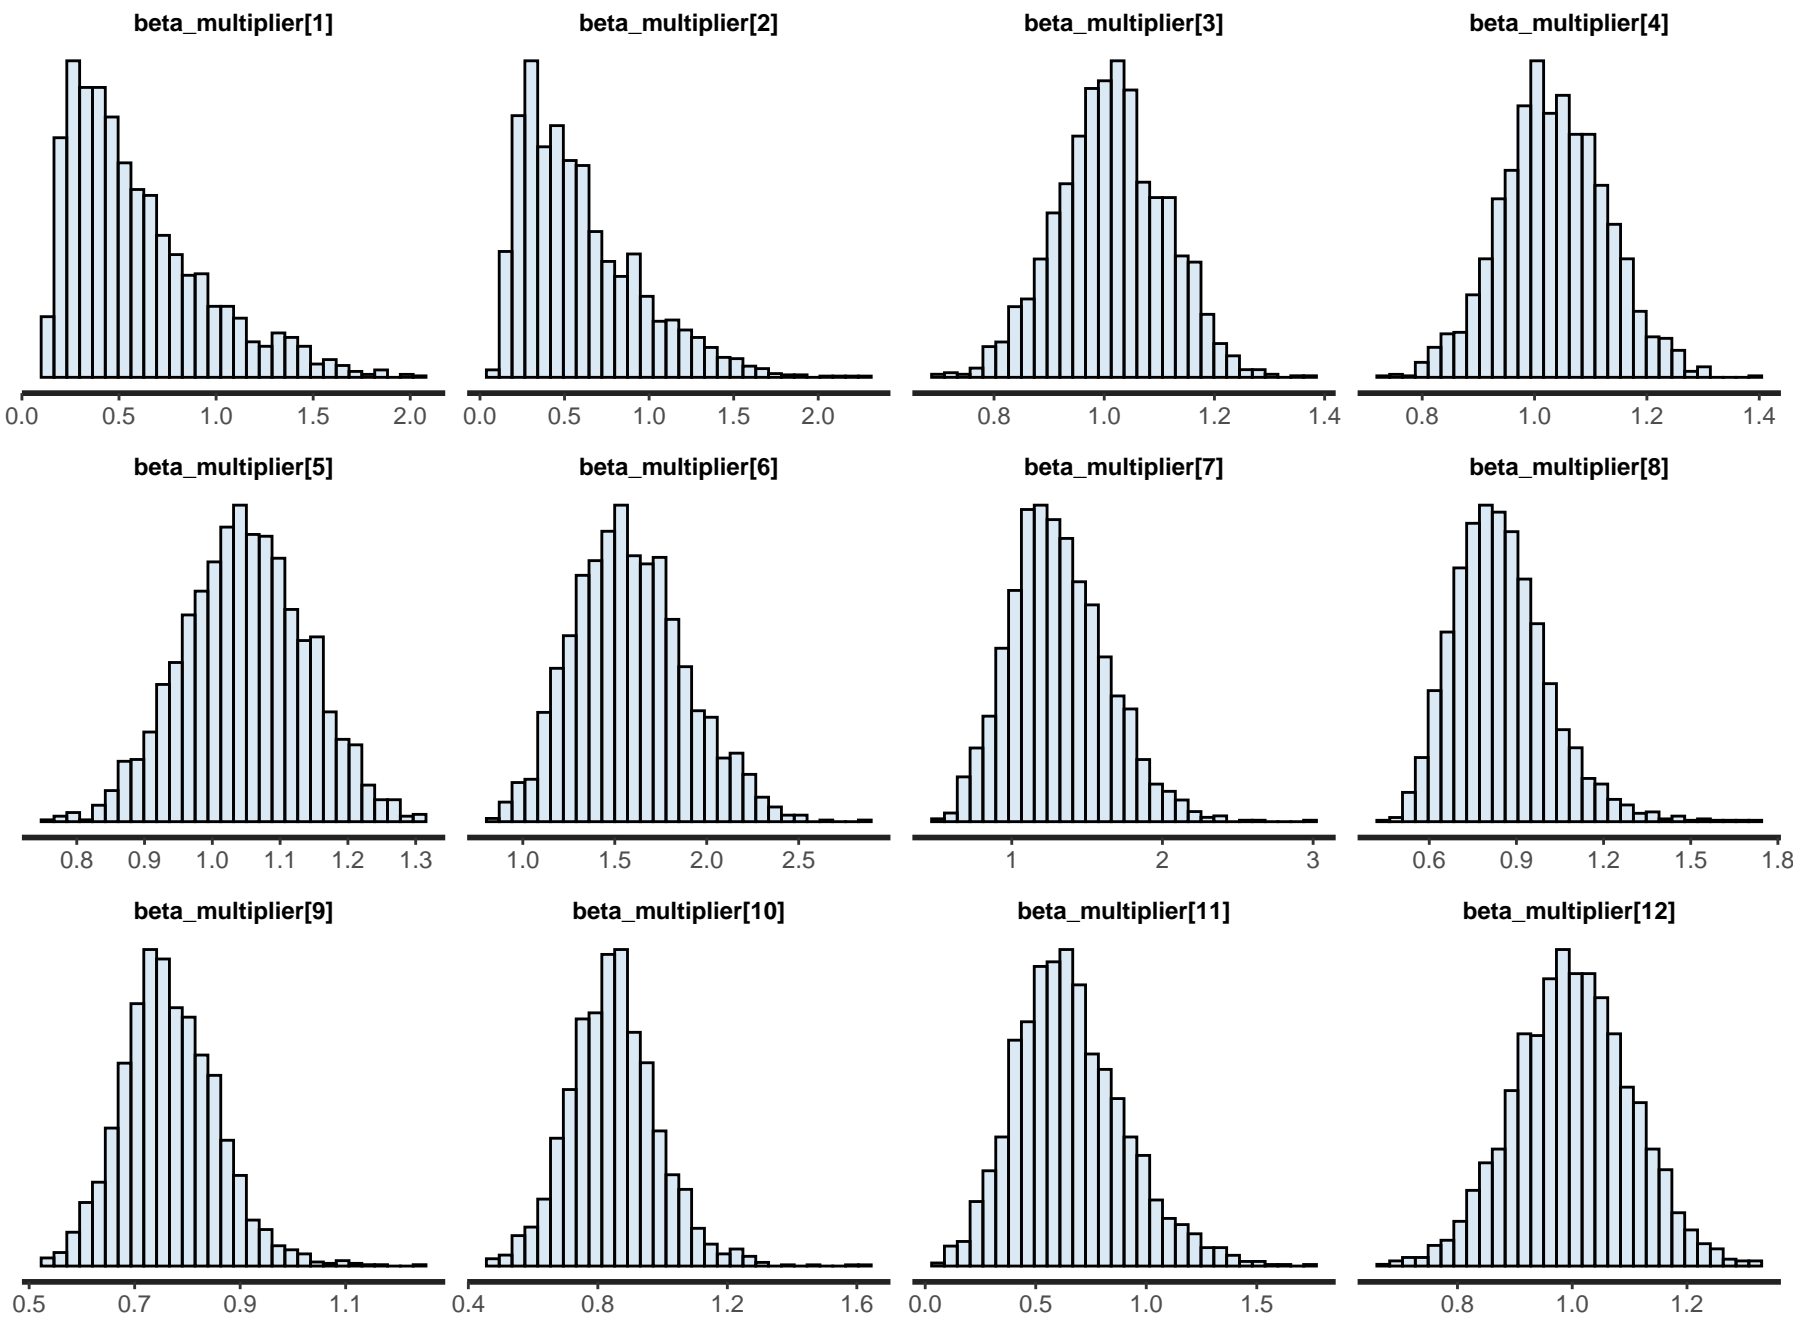 beta_multiplier[1] beta_multiplier[2] beta_multiplier[3] beta_multiplier[4]
0.0 0.5 1.0 1.5 2.0 0.0 0.5 1.0 1.5 2.0 0.8 1.0 1.2 1.4 0.8 1.0 1.2 1.4
beta_multiplier[5] beta_multiplier[6] beta_multiplier[7] beta_multiplier[8]
0.8 0.9 1.0 1.1 1.2 1.3 1.0 1.5 2.0 2.5 1 2 3 0.6 0.9 1.2 1.5 1.8
beta_multiplier[9] beta_multiplier[10] beta_multiplier[11] beta_multiplier[12]
0.5 0.7 0.9 1.1 0.4 0.8 1.2 1.6 0.0 0.5 1.0 1.5 0.8 1.0 1.2